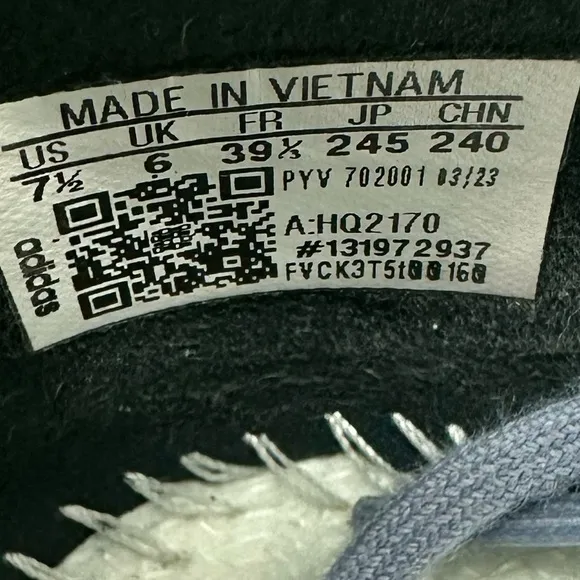 MADE IN VIETNAM
US UK FR JP CHN
7½ 6 39⅓ 245 240
PYV 702001 03/23
A:HQ2170
#131972937
FVCK3T5t00160
adidas